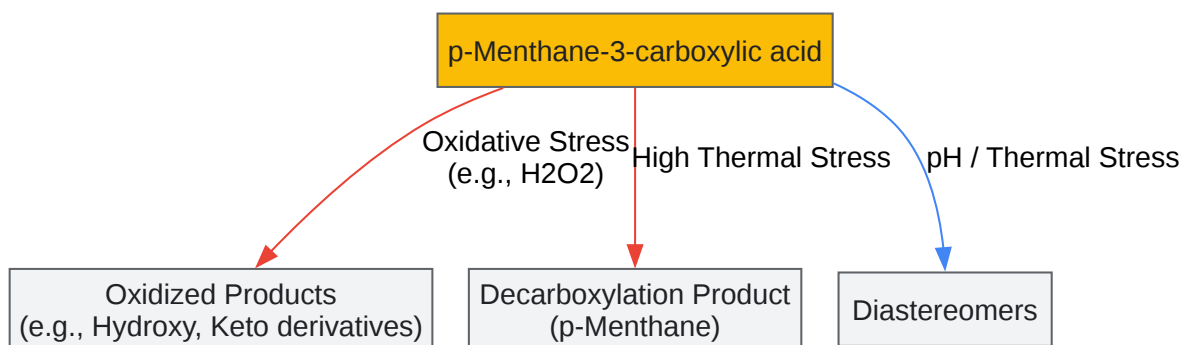 p-Menthane-3-carboxylic acid
Oxidative Stress
(e.g., H2O2)
High Thermal Stress
pH / Thermal Stress
Oxidized Products
(e.g., Hydroxy, Keto derivatives)
Decarboxylation Product
(p-Menthane)
Diastereomers